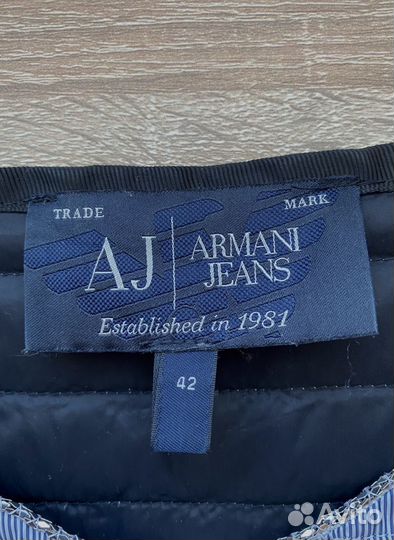 TRADE MARK
AJ ARMANI
JEANS
Established in 1981
42
Avito